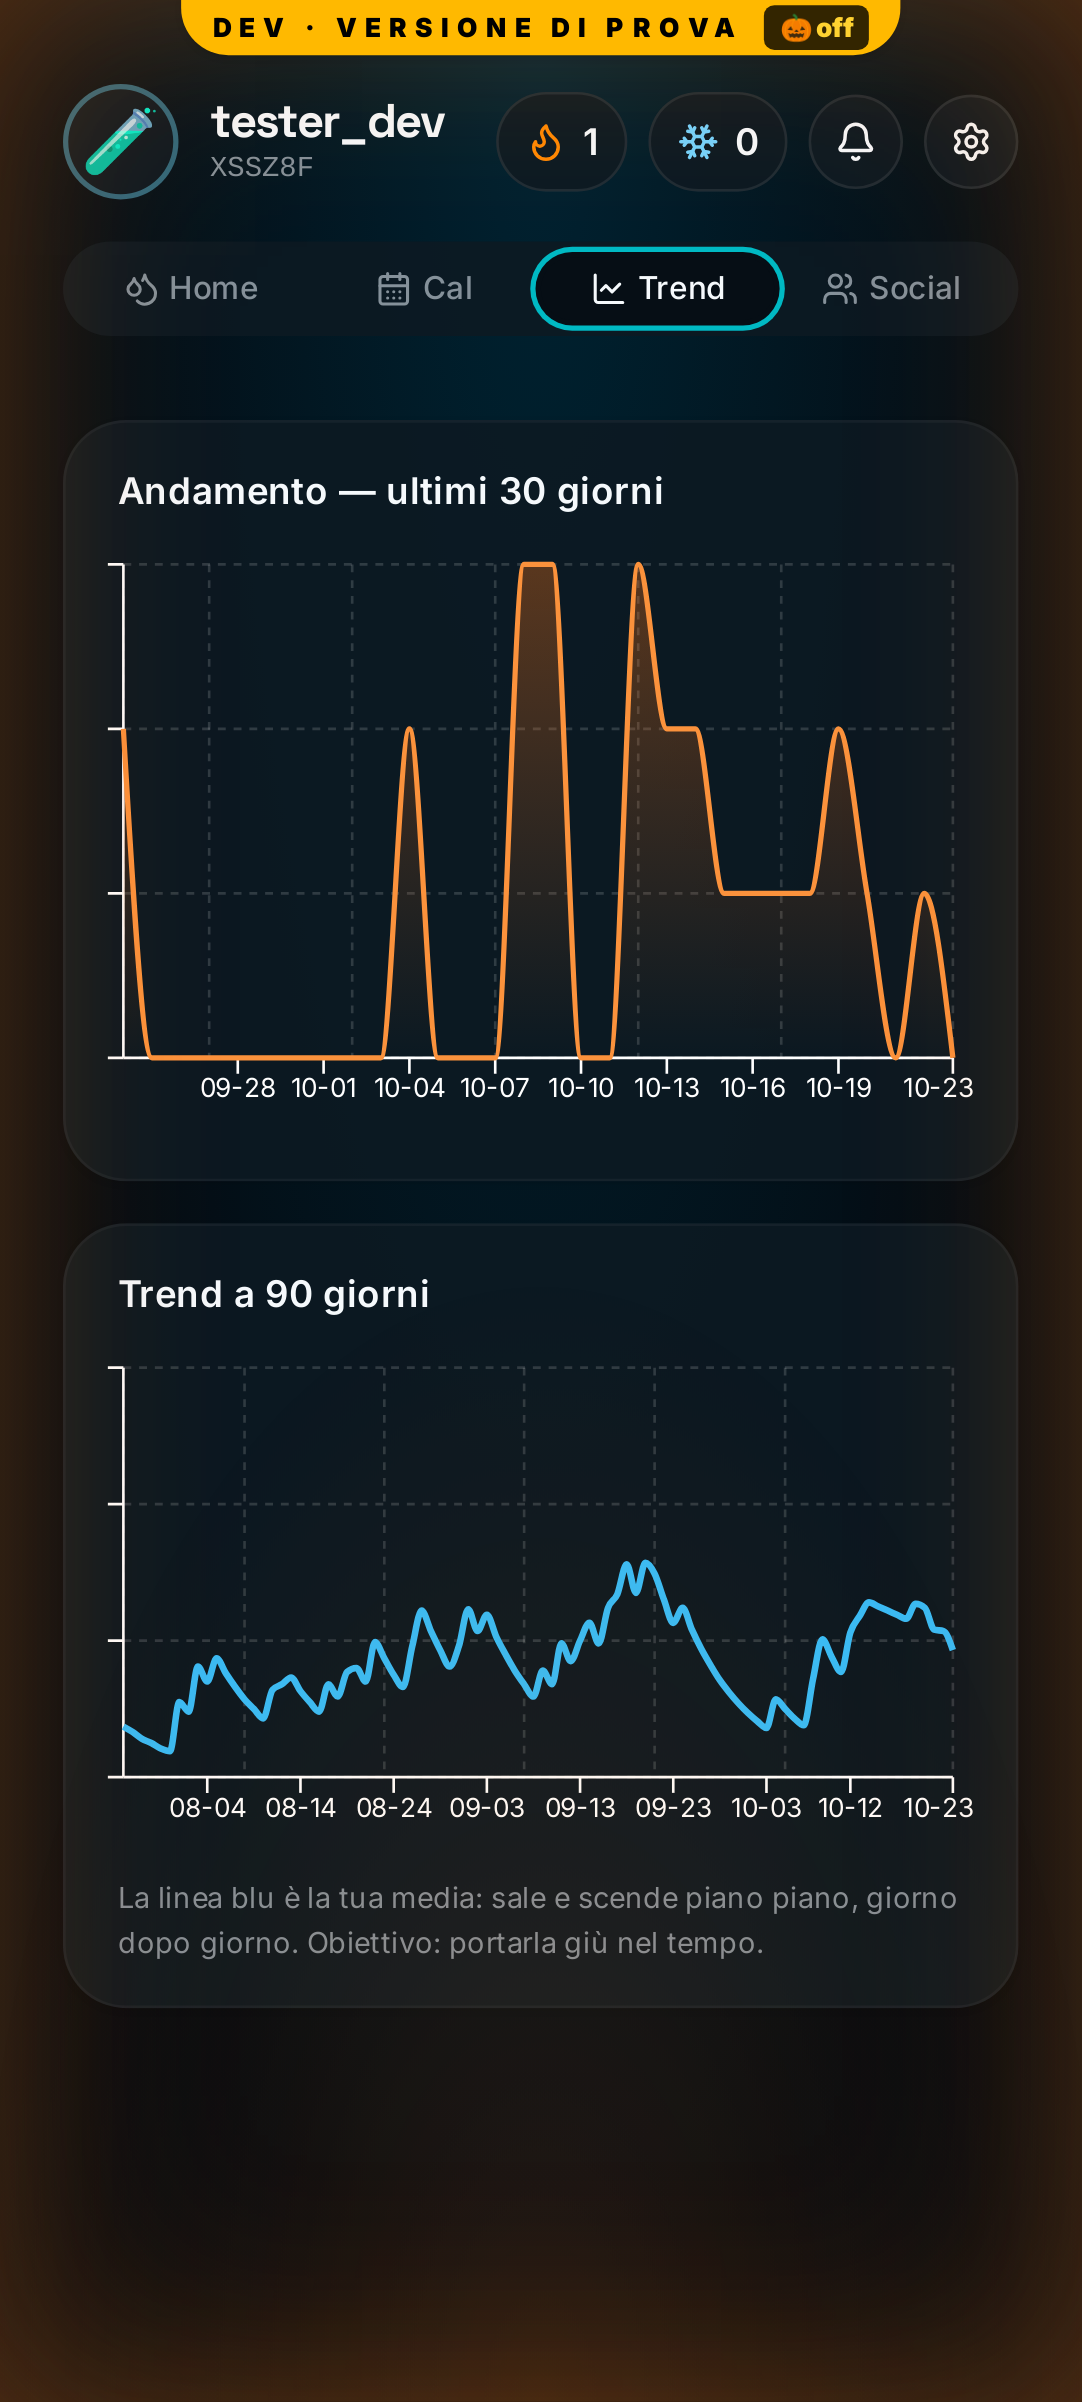 DEV · VERSIONE DI PROVA 🎃 off
tester_dev
XSSZ8F
1
0
Home
Cal
Trend
Social
Andamento — ultimi 30 giorni
09-28 10-01 10-04 10-07 10-10 10-13 10-16 10-19 10-23
Trend a 90 giorni
08-04 08-14 08-24 09-03 09-13 09-23 10-03 10-12 10-23
La linea blu è la tua media: sale e scende piano piano, giorno
dopo giorno. Obiettivo: portarla giù nel tempo.